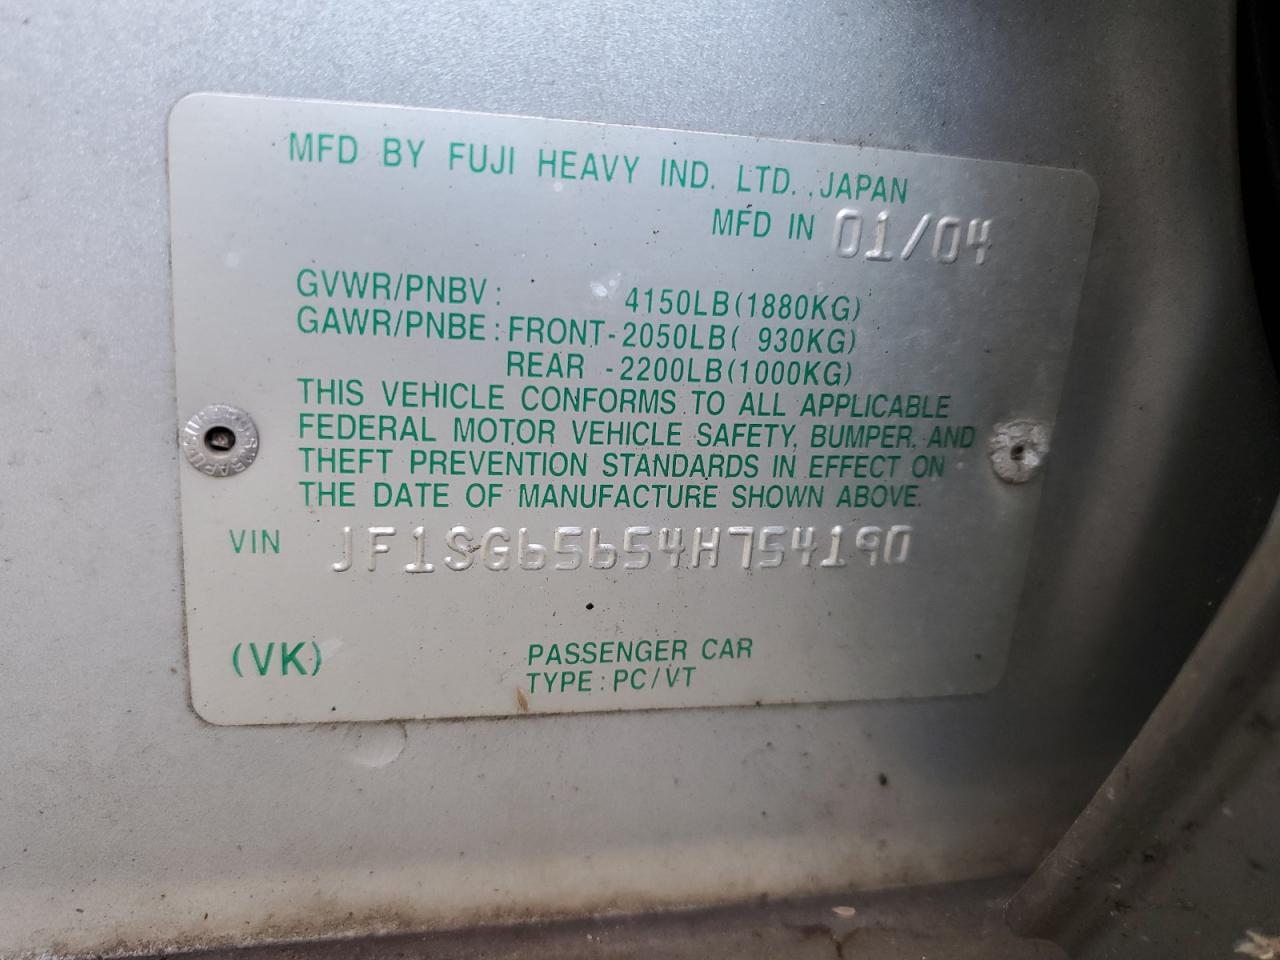 MFD BY FUJI HEAVY IND. LTD. ,JAPAN
MFD IN 01/04
GVWR/PNBV: 4150LB(1880KG)
GAWR/PNBE:FRONT-2050LB( 930KG)
REAR -2200LB(1000KG)
THIS VEHICLE CONFORMS TO ALL APPLICABLE
FEDERAL MOTOR VEHICLE SAFETY, BUMPER, AND
THEFT PREVENTION STANDARDS IN EFFECT ON
THE DATE OF MANUFACTURE SHOWN ABOVE.
VIN JF1SG65654H754190
(VK) PASSENGER CAR
TYPE:PC/VT